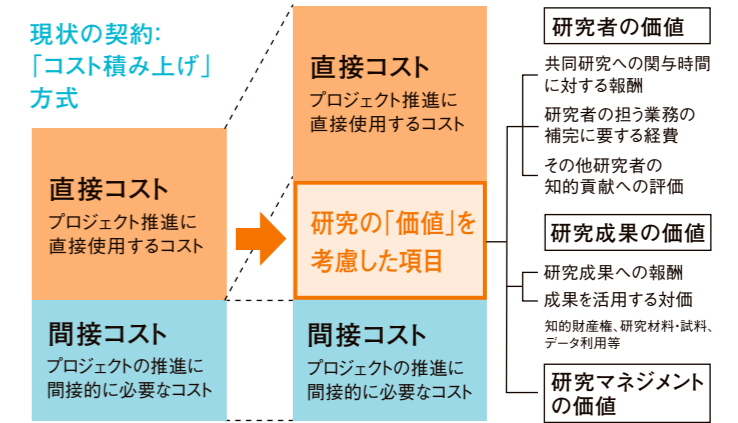 現状の契約:
「コスト積み上げ」
方式
直接コスト
プロジェクト推進に
直接使用するコスト
間接コスト
プロジェクトの推進に
間接的に必要なコスト
直接コスト
プロジェクト推進に
直接使用するコスト
研究の「価値」を
考慮した項目
間接コスト
プロジェクトの推進に
間接的に必要なコスト
研究者の価値
共同研究への関与時間
に対する報酬
研究者の担う業務の
補完に要する経費
その他研究者の
知的貢献への評価
研究成果の価値
研究成果への報酬
成果を活用する対価
知的財産権、研究材料・試料、
データ利用等
研究マネジメント
の価値